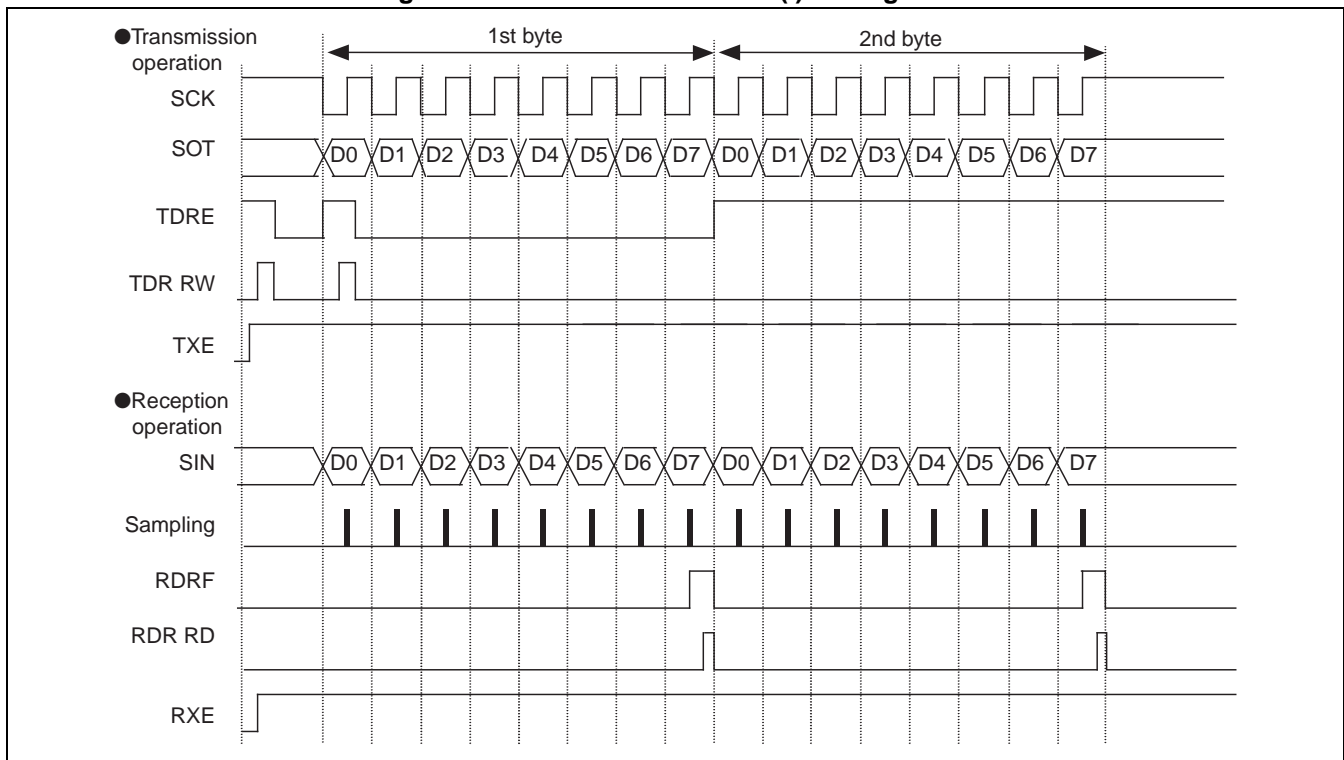 ●Transmission
operation
1st byte
2nd byte
SCK
SOT
D0 D1 D2 D3 D4 D5 D6 D7 D0 D1 D2 D3 D4 D5 D6 D7
TDRE
TDR RW
TXE
●Reception
operation
SIN
D0 D1 D2 D3 D4 D5 D6 D7 D0 D1 D2 D3 D4 D5 D6 D7
Sampling
RDRF
RDR RD
RXE